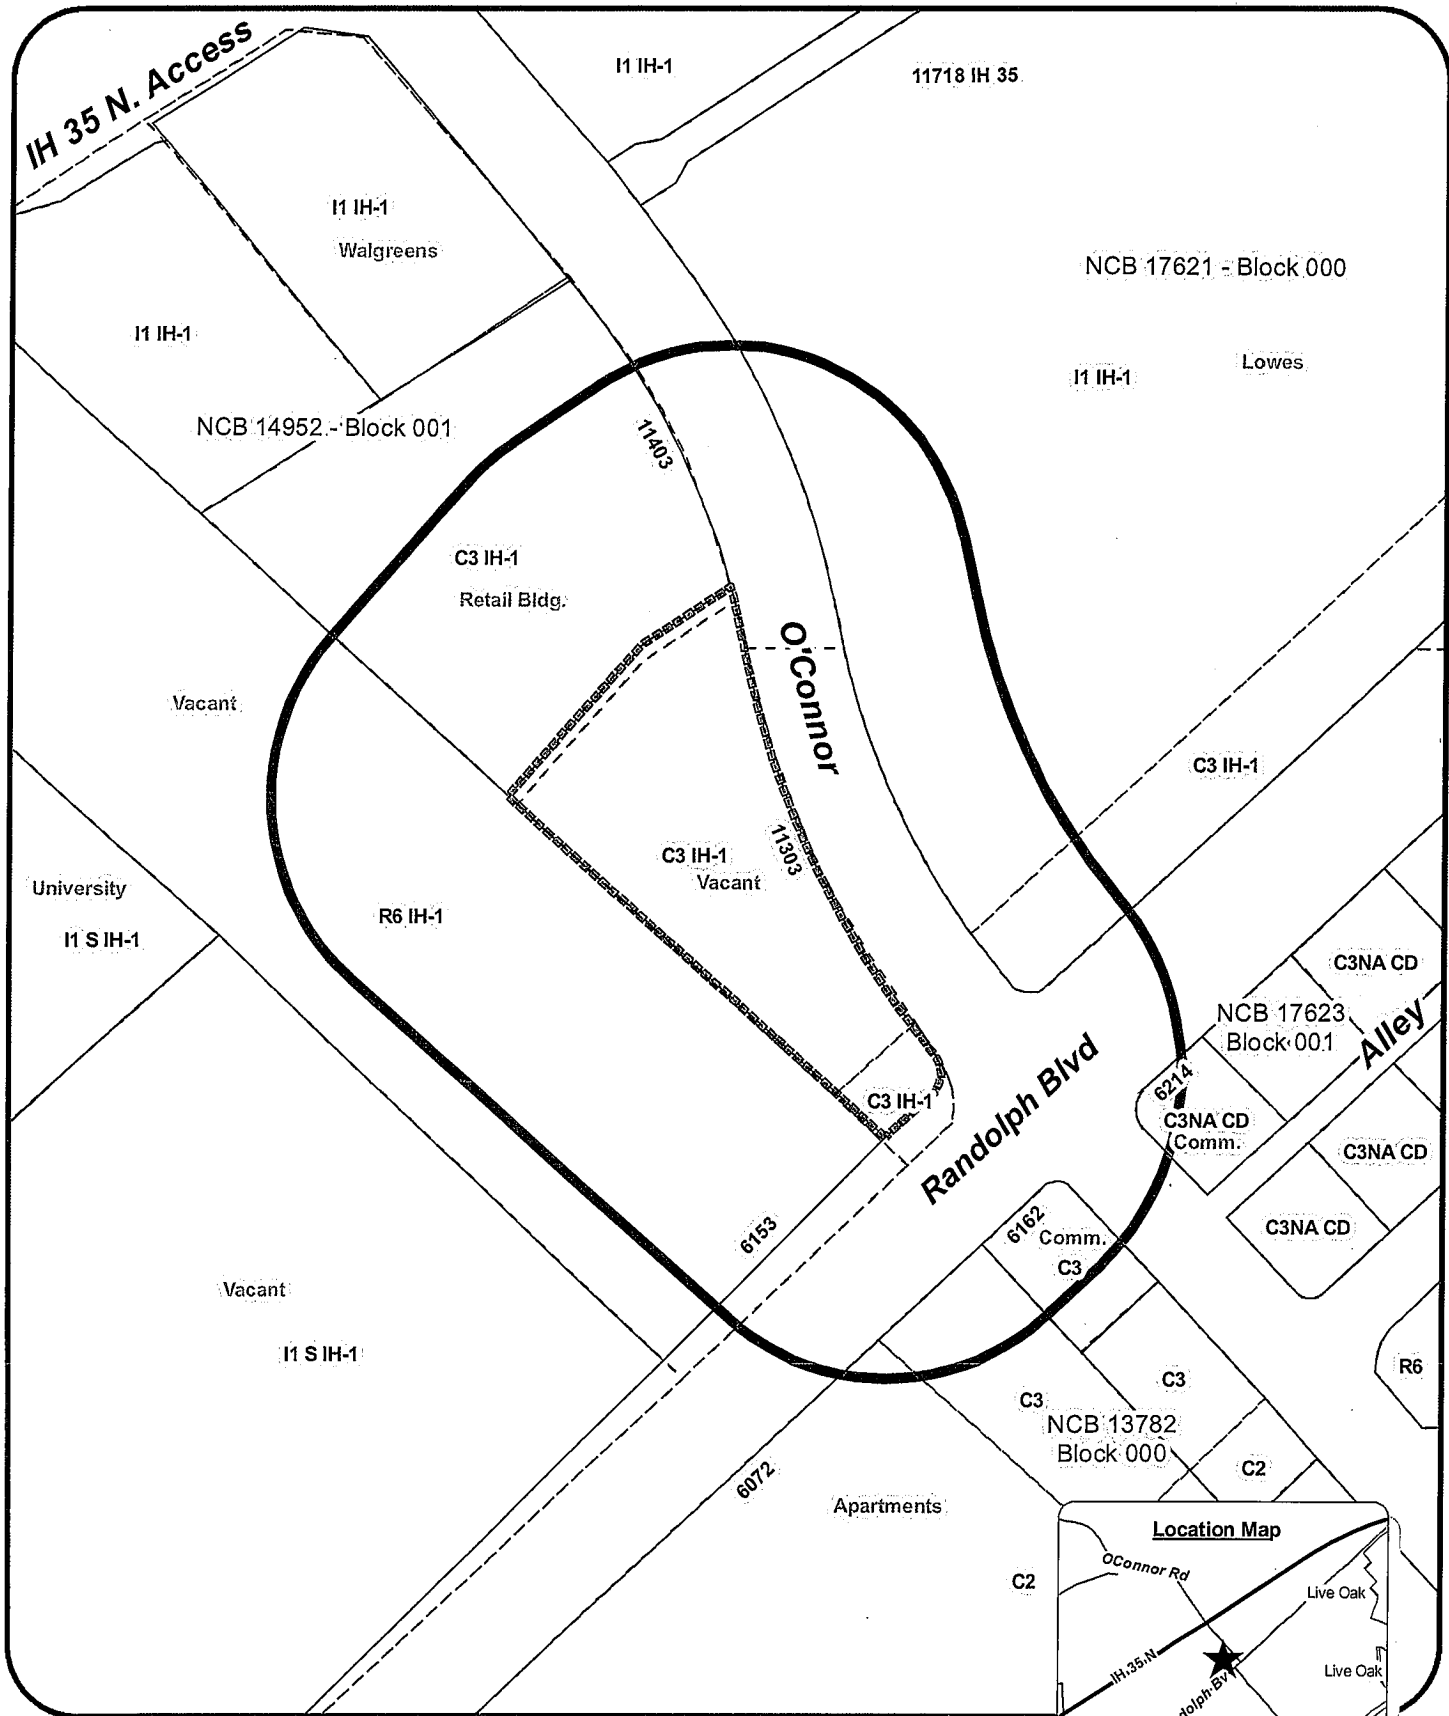 IH 35 N. Access
I1 IH-1
11718 IH 35
I1 IH-1
Walgreens
NCB 17621 - Block 000
I1 IH-1
I1 IH-1
Lowes
NCB 14952 - Block 001
11403
C3 IH-1
Retail Bldg.
O'Connor
Vacant
C3 IH-1
11303
C3 IH-1
Vacant
University
R6 IH-1
I1 S IH-1
C3NA CD
NCB 17623
Block 001
Alley
6214
C3 IH-1
Randolph Blvd
C3NA CD
Comm.
C3NA CD
C3NA CD
6153
6162
Comm.
C3
Vacant
I1 S IH-1
R6
C3
C3
NCB 13782
Block 000
C2
6072
Apartments
C2
Location Map
OConnor Rd
Live Oak
IH 35 N
Live Oak
dolph Bv